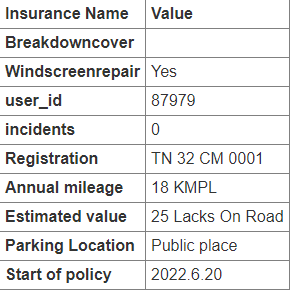 Insurance Name Value
Breakdowncover
Windscreenrepair Yes
user_id 87979
incidents 0
Registration TN 32 CM 0001
Annual mileage 18 KMPL
Estimated value 25 Lacks On Road
Parking Location Public place
Start of policy 2022.6.20